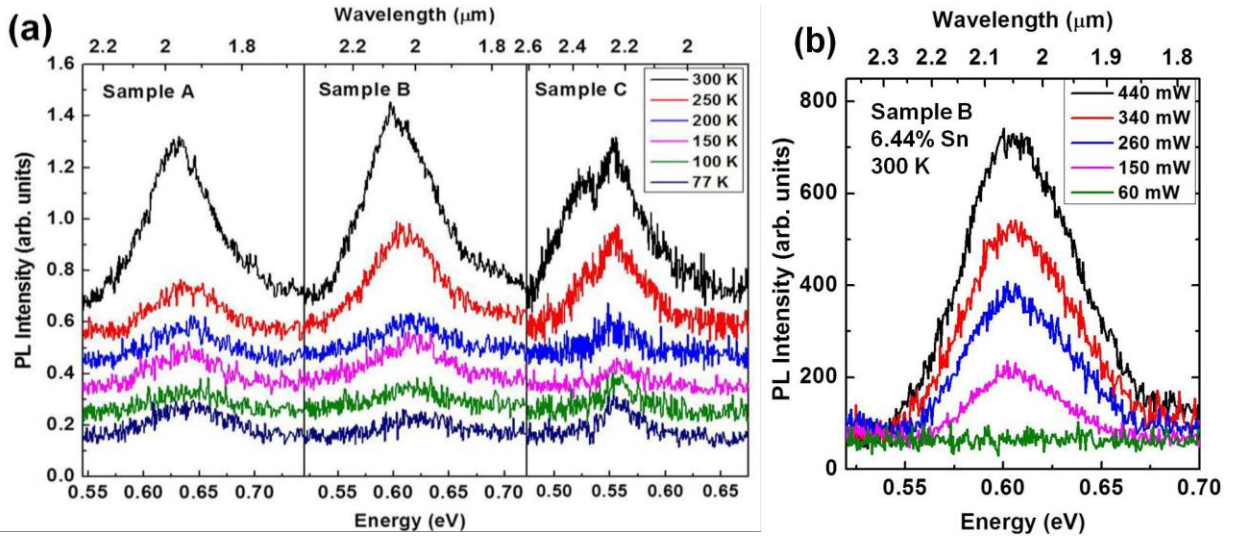 (a)
Wavelength (μm)
2.2 2 1.8 2.2 2 1.8 2.6 2.4 2.2 2
Sample A
Sample B
Sample C
300 K
250 K
200 K
150 K
100 K
77 K
PL Intensity (arb. units)
1.6
1.4
1.2
1.0
0.8
0.6
0.4
0.2
0.0
0.55 0.60 0.65 0.70 0.55 0.60 0.65 0.50 0.55 0.60 0.65
Energy (eV)
(b)
Wavelength (μm)
2.3 2.2 2.1 2 1.9 1.8
Sample B
6.44% Sn
300 K
440 mW
340 mW
260 mW
150 mW
60 mW
PL Intensity (arb. units)
800
600
400
200
0
0.55 0.60 0.65 0.70
Energy (eV)